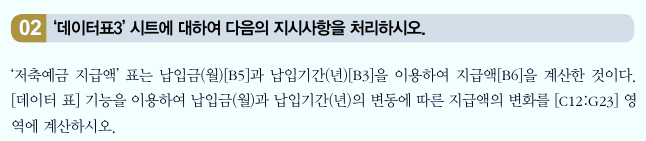 02 ‘데이터표3’ 시트에 대하여 다음의 지시사항을 처리하시오.
‘저축예금 지급액’ 표는 납입금(월)[B5]과 납입기간(년)[B3]을 이용하여 지급액[B6]을 계산한 것이다.
[데이터 표] 기능을 이용하여 납입금(월)과 납입기간(년)의 변동에 따른 지급액의 변화를 [C12:G23] 영
역에 계산하시오.